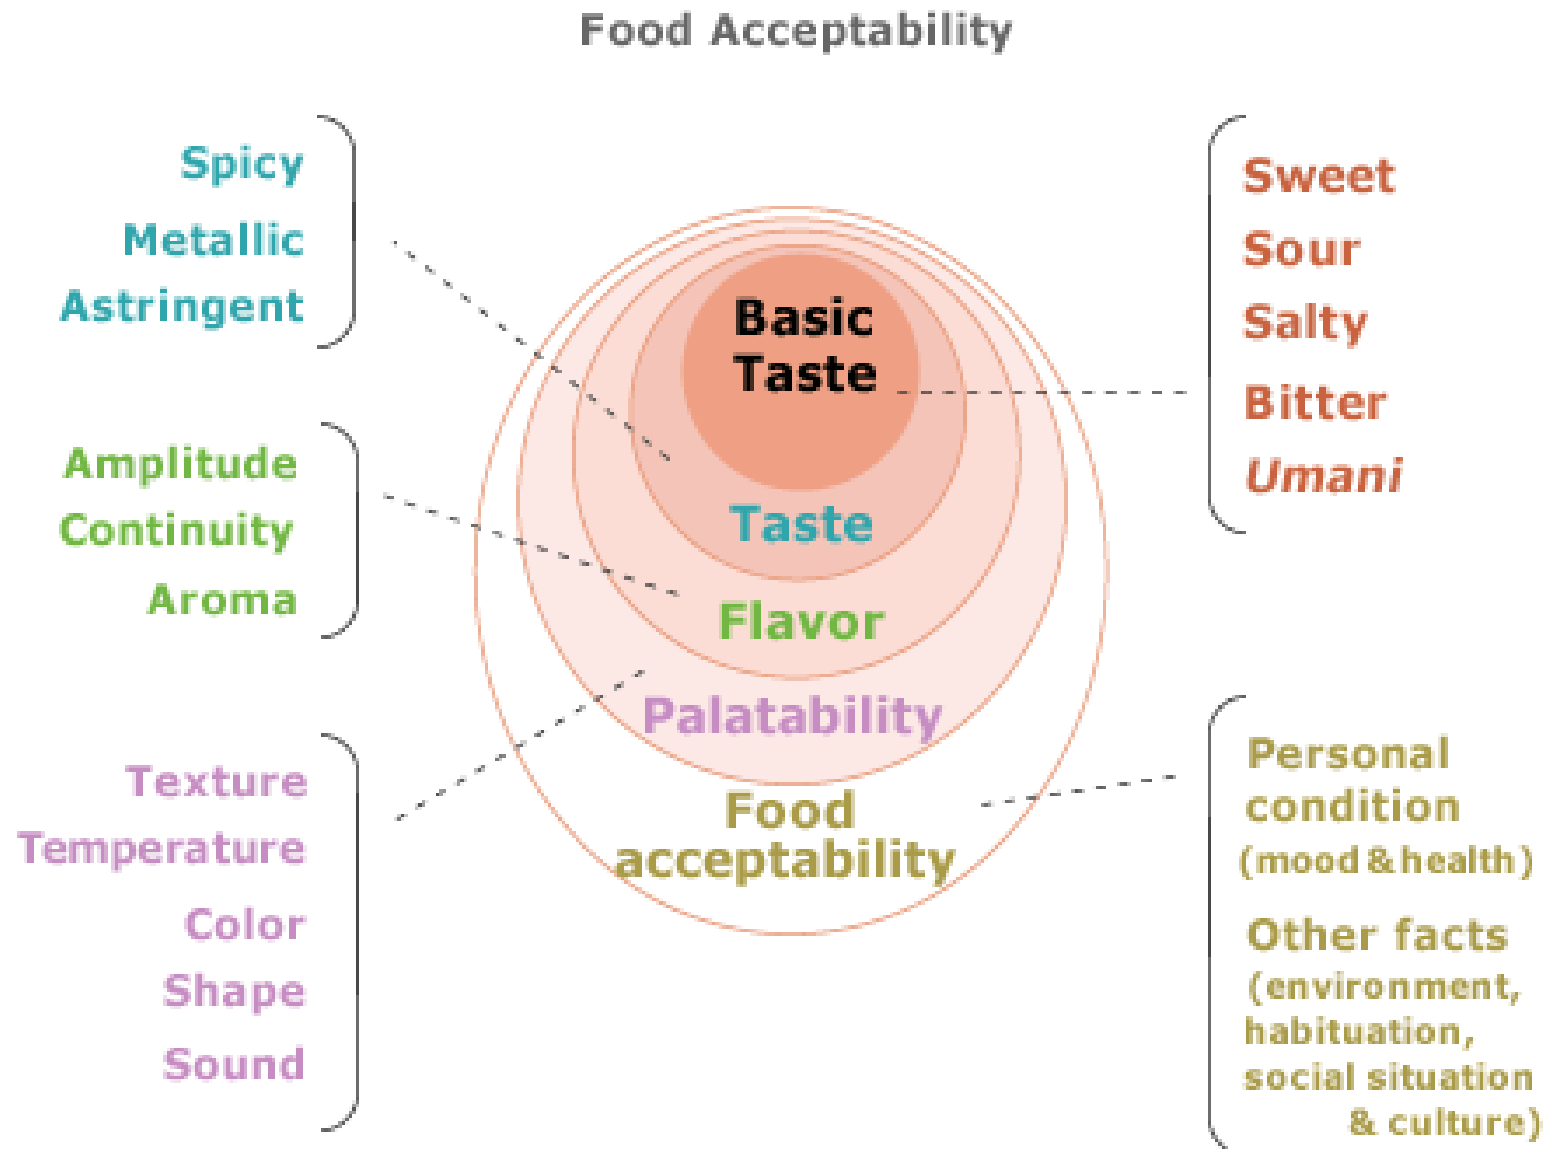 Food Acceptability
Spicy
Metallic
Astringent
Amplitude
Continuity
Aroma
Texture
Temperature
Color
Shape
Sound
Basic
Taste
Taste
Flavor
Palatability
Food
acceptability
Sweet
Sour
Salty
Bitter
Umani
Personal
condition
(mood & health)
Other facts
(environment,
habituation,
social situation
& culture)